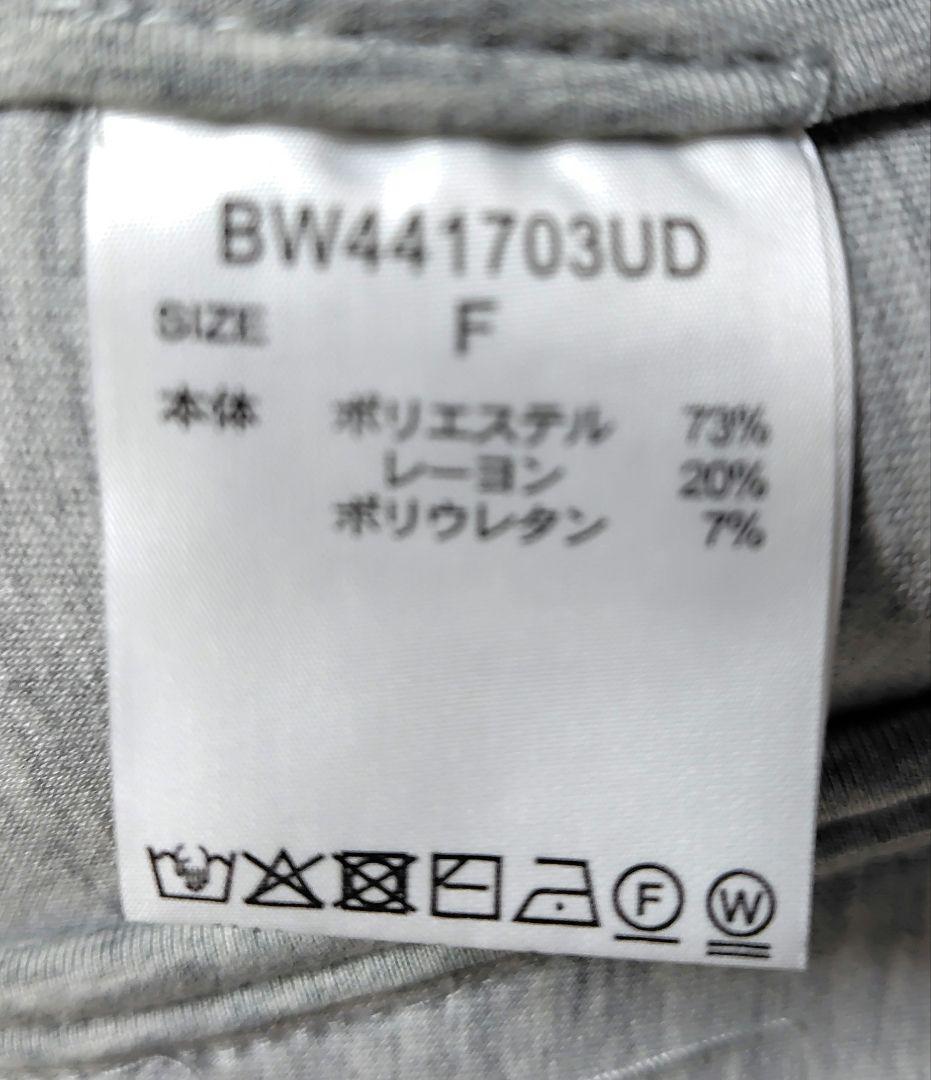 BW441703UD
SIZE F
本体 ポリエステル 73%
レーヨン 20%
ポリウレタン 7%
F W